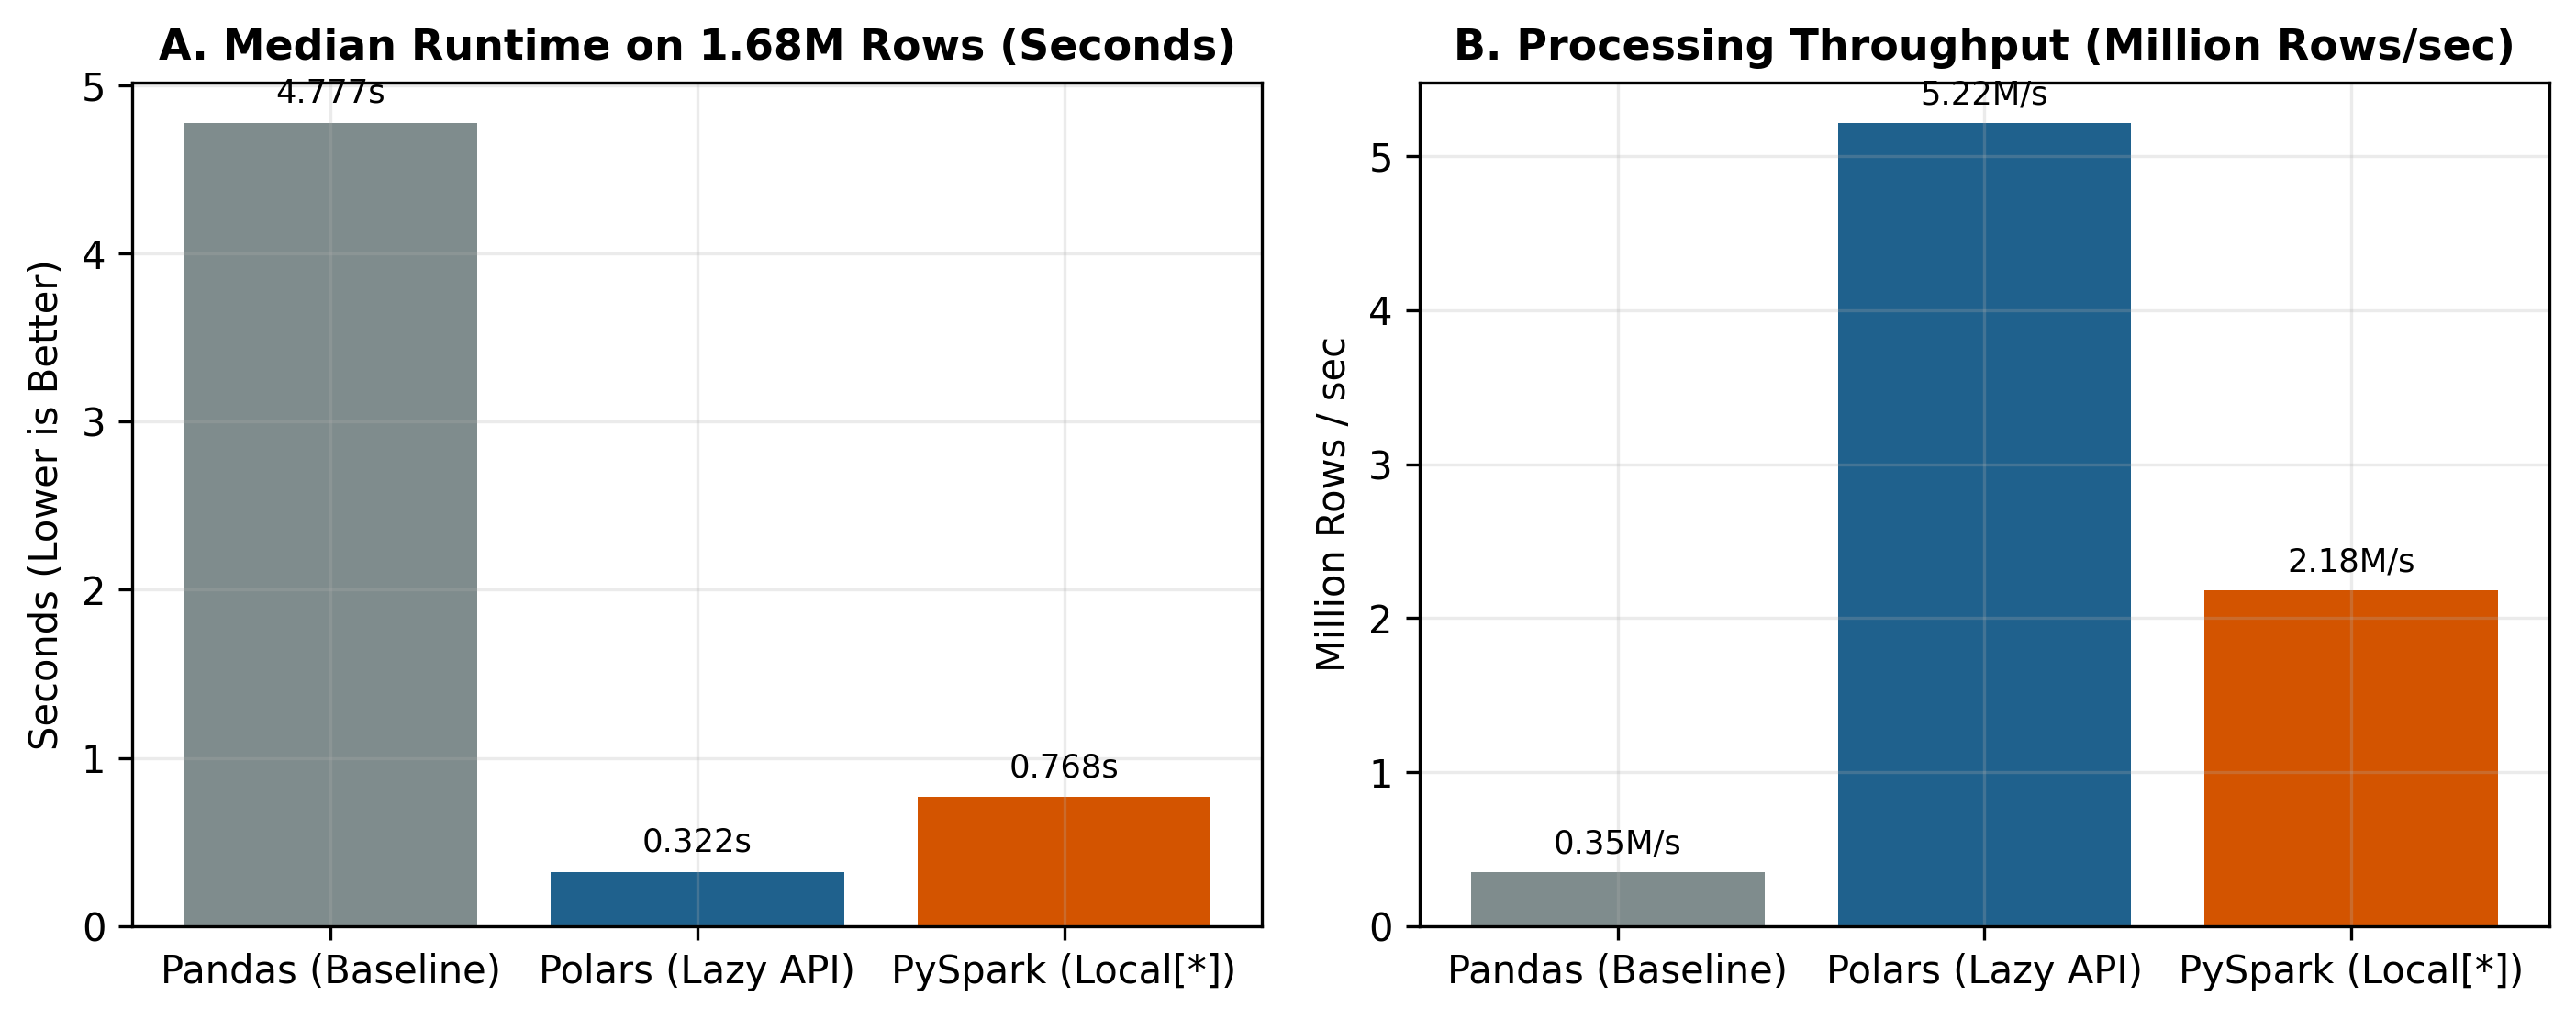 A. Median Runtime on 1.68M Rows (Seconds)
Seconds (Lower is Better)
5
4
3
2
1
0
4.777s
0.322s
0.768s
Pandas (Baseline)
Polars (Lazy API)
PySpark (Local[*])
B. Processing Throughput (Million Rows/sec)
Million Rows / sec
5
4
3
2
1
0
0.35M/s
5.22M/s
2.18M/s
Pandas (Baseline)
Polars (Lazy API)
PySpark (Local[*])